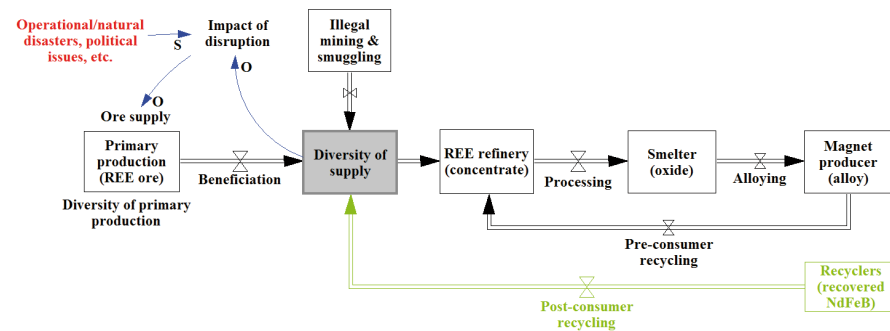 Operational/natural
disasters, political
issues, etc.
S
Impact of
disruption
O
O
Ore supply
Illegal
mining &
smuggling
Primary
production
(REE ore)
Diversity of primary
production
Beneficiation
Diversity of
supply
REE refinery
(concentrate)
Processing
Smelter
(oxide)
Alloying
Magnet
producer
(alloy)
Pre-consumer
recycling
Post-consumer
recycling
Recyclers
(recovered
NdFeB)